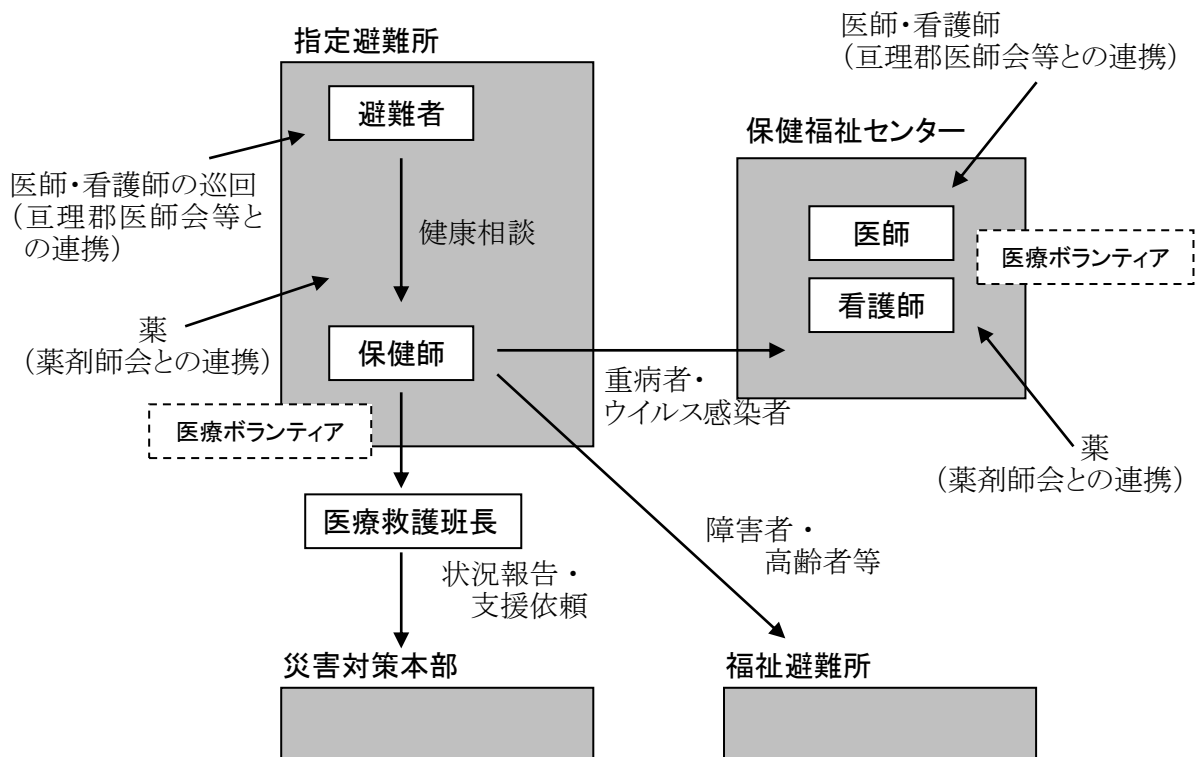 医師・看護師
（亘理郡医師会等との連携）
指定避難所
避難者
保健福祉センター
医師・看護師の巡回
（亘理郡医師会等と
の連携）
健康相談
医師
医療ボランティア
看護師
薬
（薬剤師会との連携）
保健師
重病者・
ウイルス感染者
医療ボランティア
薬
（薬剤師会との連携）
医療救護班長
障害者・
高齢者等
状況報告・
支援依頼
災害対策本部
福祉避難所